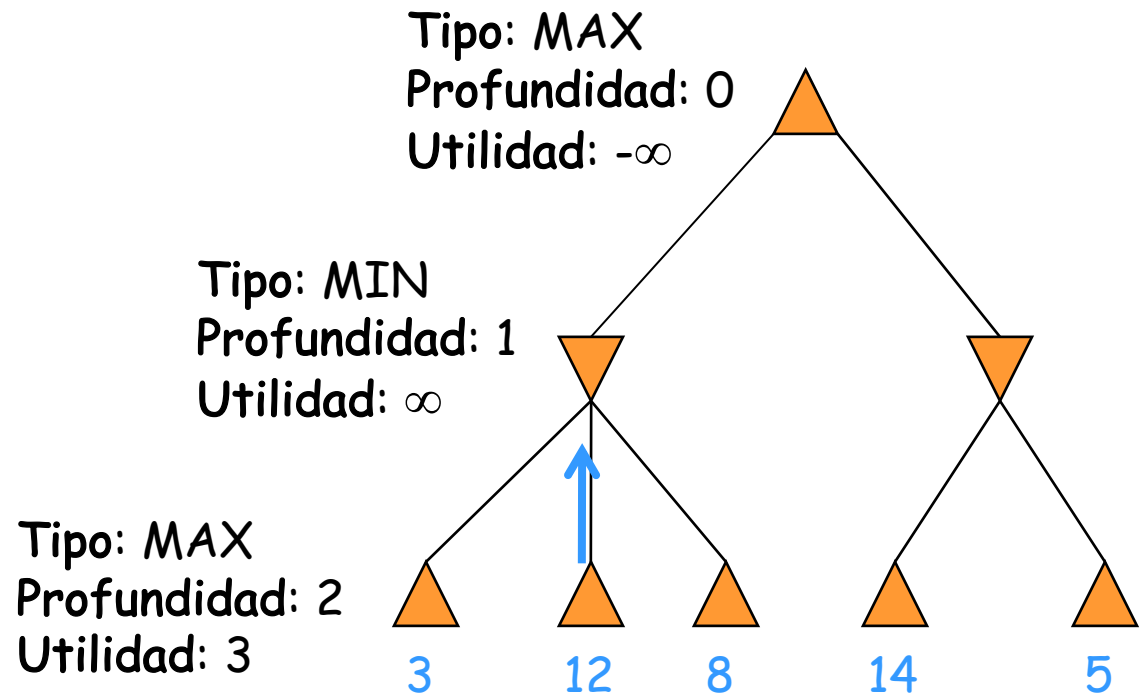 Tipo: MAX
Profundidad: 0
Utilidad: -∞
Tipo: MIN
Profundidad: 1
Utilidad: ∞
Tipo: MAX
Profundidad: 2
Utilidad: 3
3 12 8 14 5